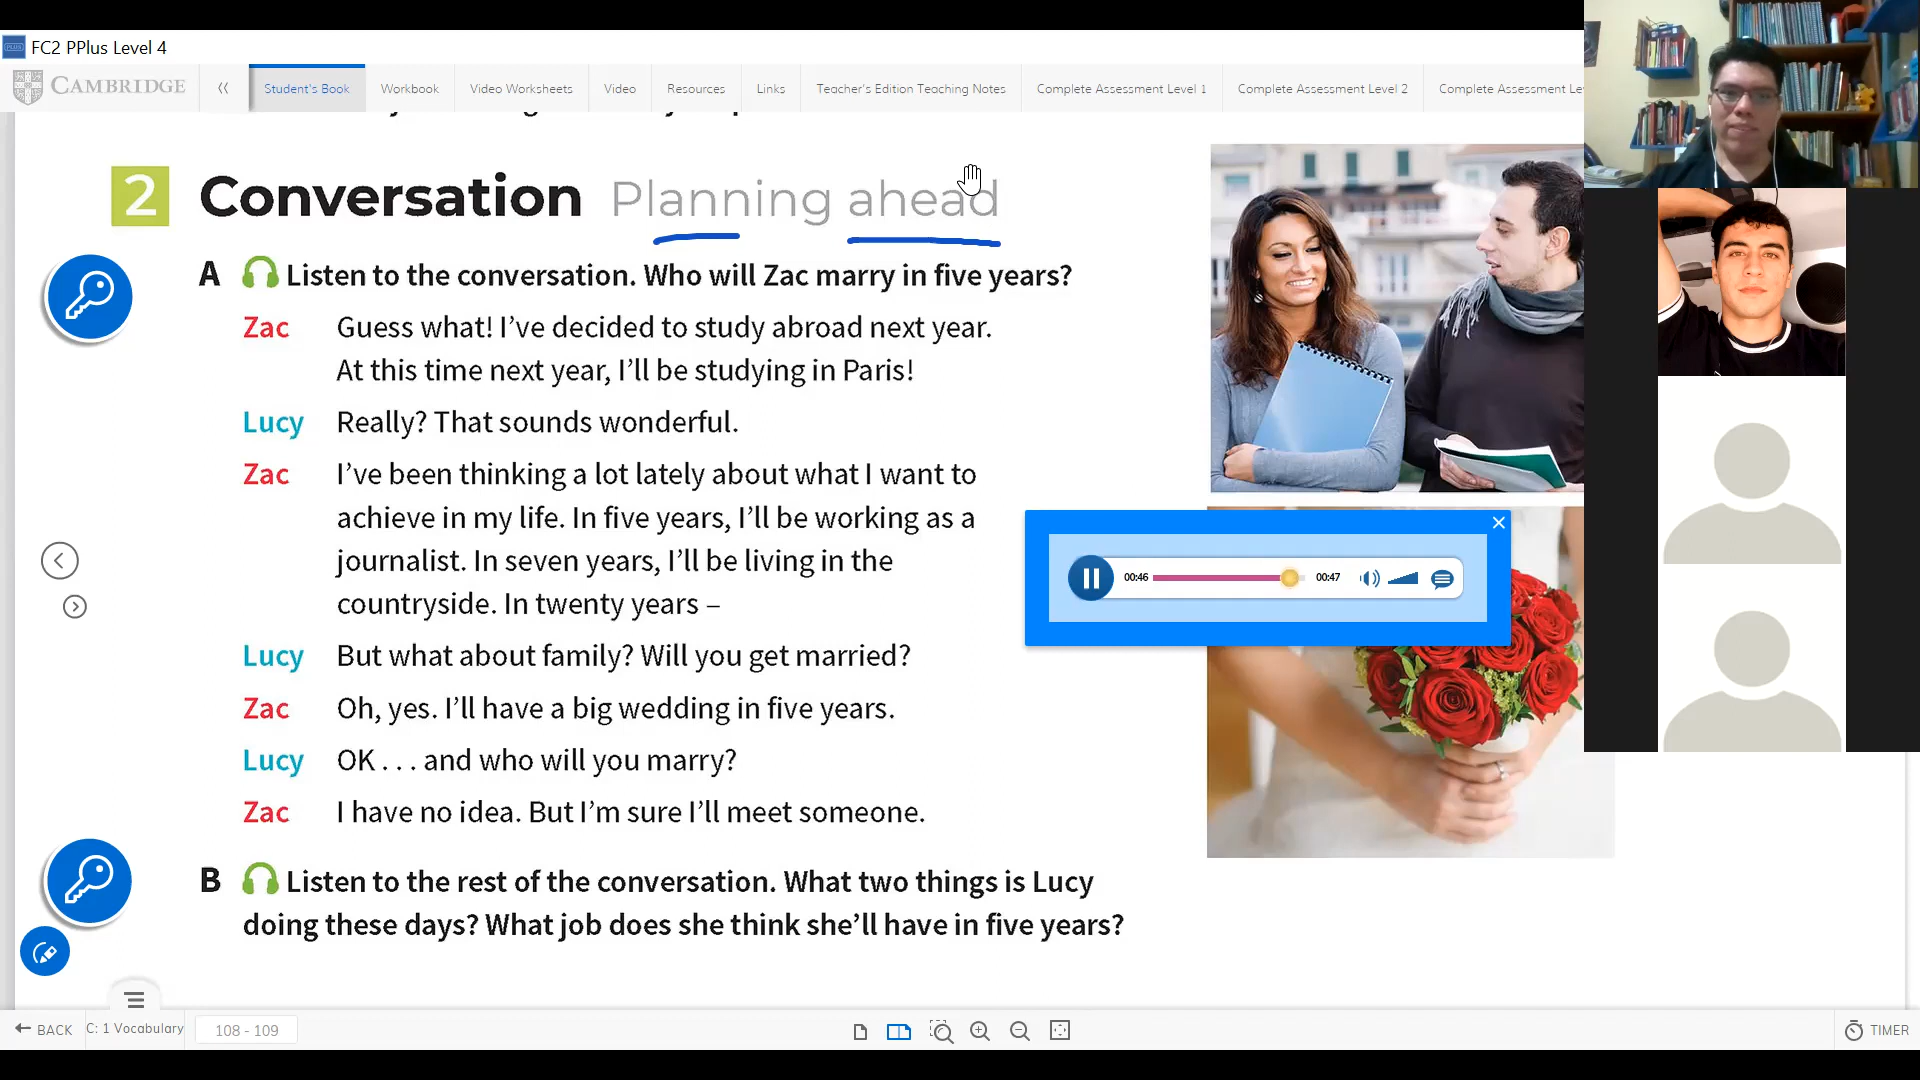 FC2 PPlus Level 4
CAMBRIDGE
Student's Book
Workbook
Video Worksheets
Video
Resources
Links
Teacher's Edition Teaching Notes
Complete Assessment Level 1
Complete Assessment Level 2
Complete Assessment Le
2 Conversation Planning ahead
A Listen to the conversation. Who will Zac marry in five years?
Zac Guess what! I've decided to study abroad next year.
At this time next year, I'll be studying in Paris!
Lucy Really? That sounds wonderful.
Zac I've been thinking a lot lately about what I want to
achieve in my life. In five years, I'll be working as a
journalist. In seven years, I'll be living in the
countryside. In twenty years –
Lucy But what about family? Will you get married?
Zac Oh, yes. I'll have a big wedding in five years.
Lucy OK . . . and who will you marry?
Zac I have no idea. But I'm sure I'll meet someone.
00:46
00:47
B Listen to the rest of the conversation. What two things is Lucy
doing these days? What job does she think she'll have in five years?
BACK
C: 1 Vocabulary
108 - 109
TIMER